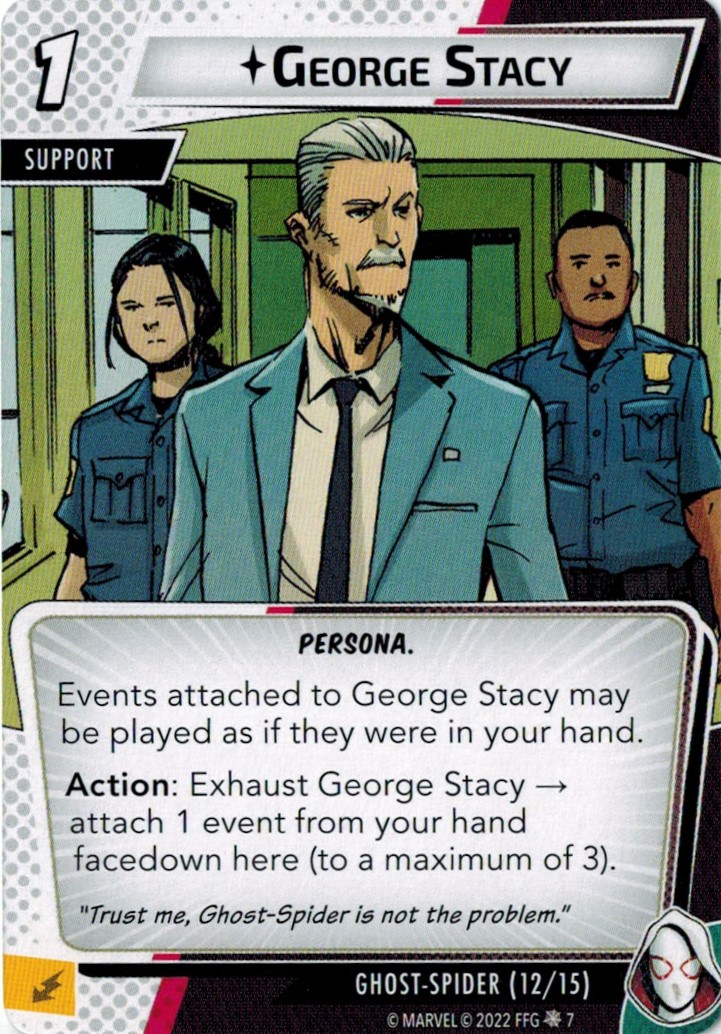 1
GEORGE STACY
SUPPORT
PERSONA.
Events attached to George Stacy may
be played as if they were in your hand.
Action: Exhaust George Stacy →
attach 1 event from your hand
facedown here (to a maximum of 3).
"Trust me, Ghost-Spider is not the problem."
GHOST-SPIDER (12/15)
© MARVEL © 2022 FFG 7